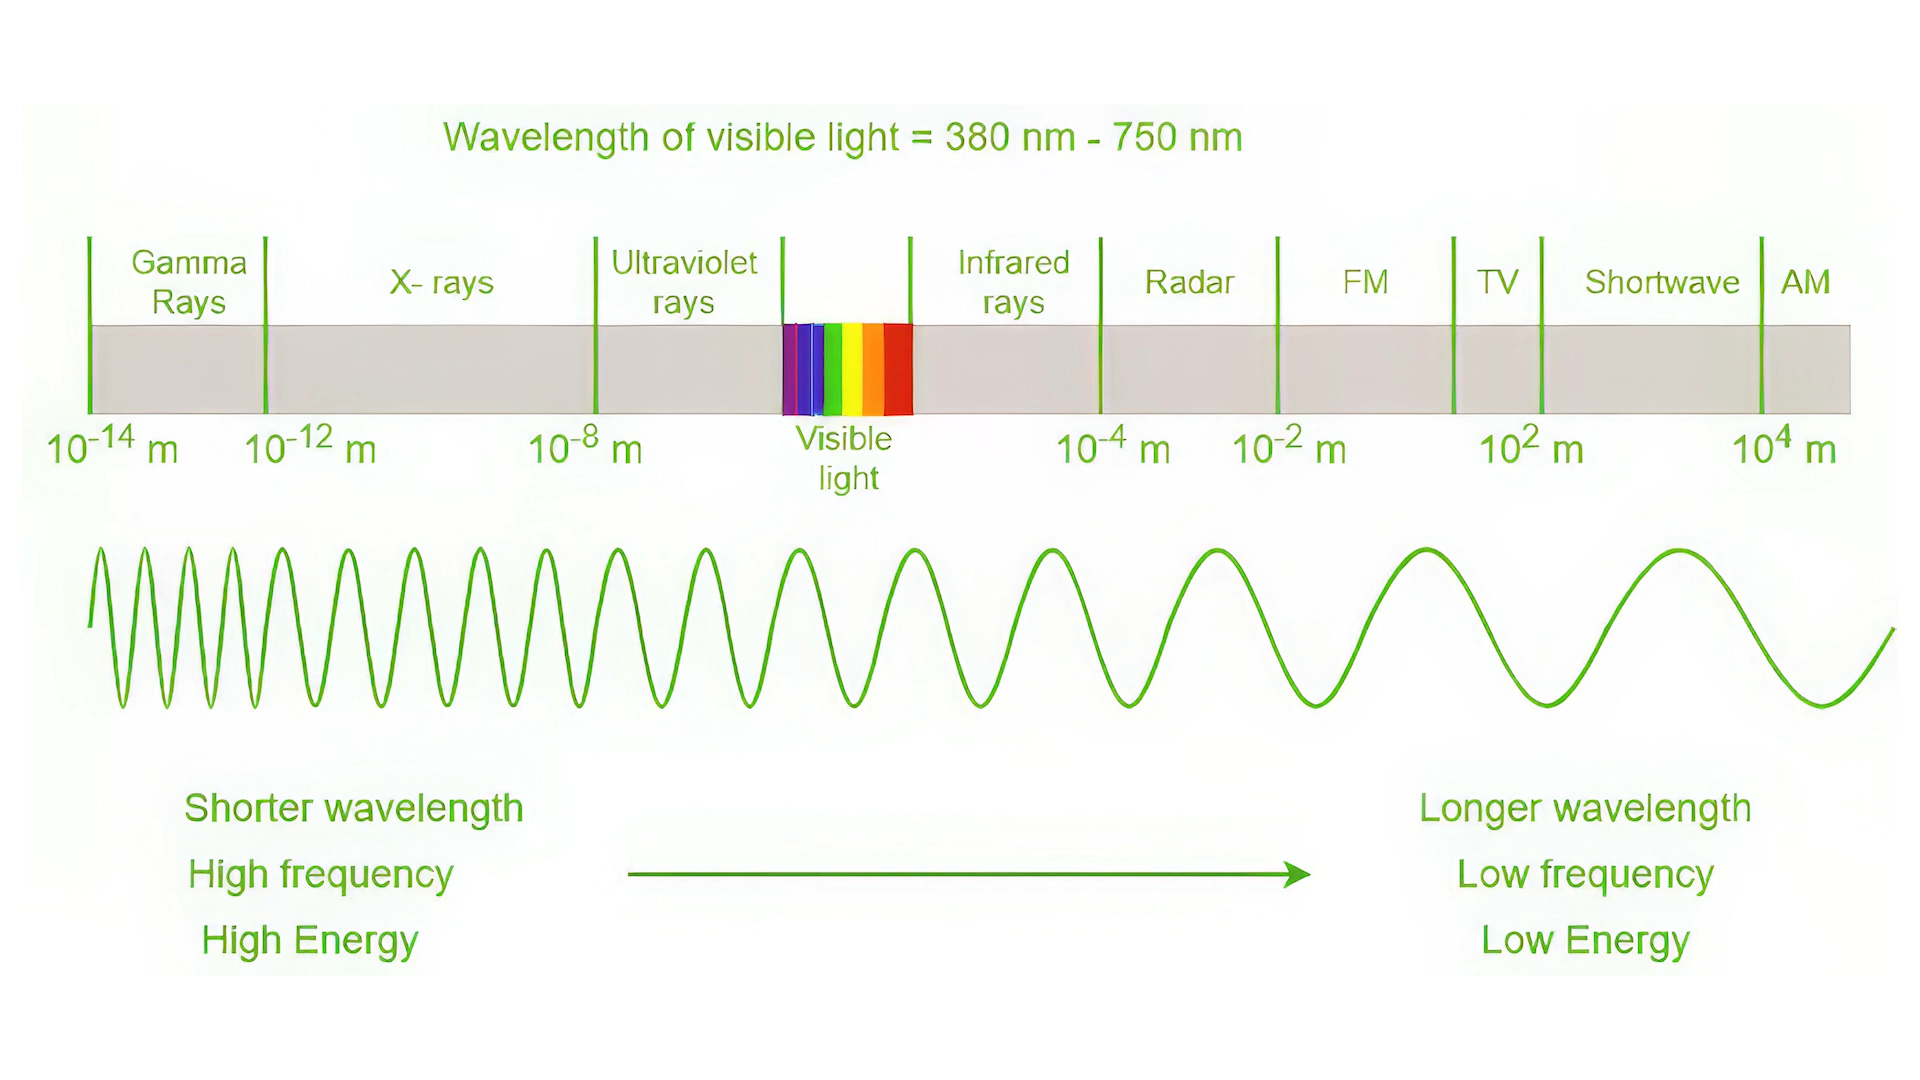 Wavelength of visible light = 380 nm - 750 nm
Gamma
Rays
X- rays
Ultraviolet
rays
Infrared
rays
Radar
FM
TV
Shortwave
AM
10⁻¹⁴ m
10⁻¹² m
10⁻⁸ m
Visible
light
10⁻⁴ m
10⁻² m
10² m
10⁴ m
Shorter wavelength
High frequency
High Energy
Longer wavelength
Low frequency
Low Energy